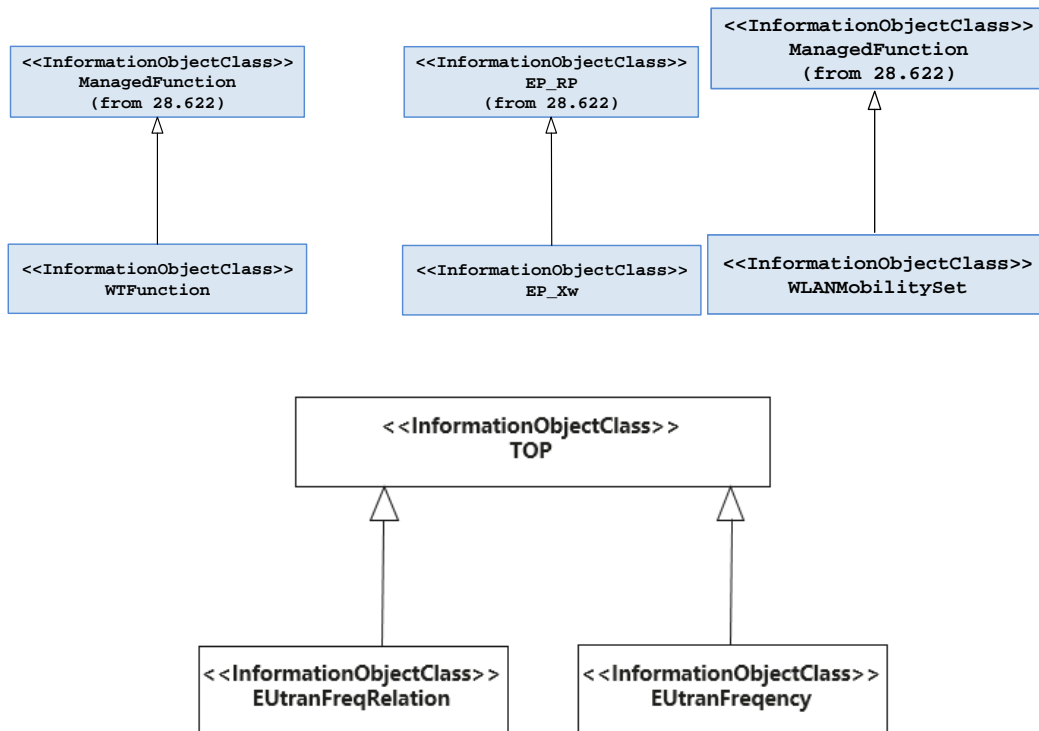 <<InformationObjectClass>>
ManagedFunction
(from 28.622)
<<InformationObjectClass>>
EP_RP
(from 28.622)
<<InformationObjectClass>>
ManagedFunction
(from 28.622)
<<InformationObjectClass>>
WTFunction
<<InformationObjectClass>>
EP_Xw
<<InformationObjectClass>>
WLANMobilitySet
<<InformationObjectClass>>
TOP
<<InformationObjectClass>>
EUtranFreqRelation
<<InformationObjectClass>>
EUtranFreqency